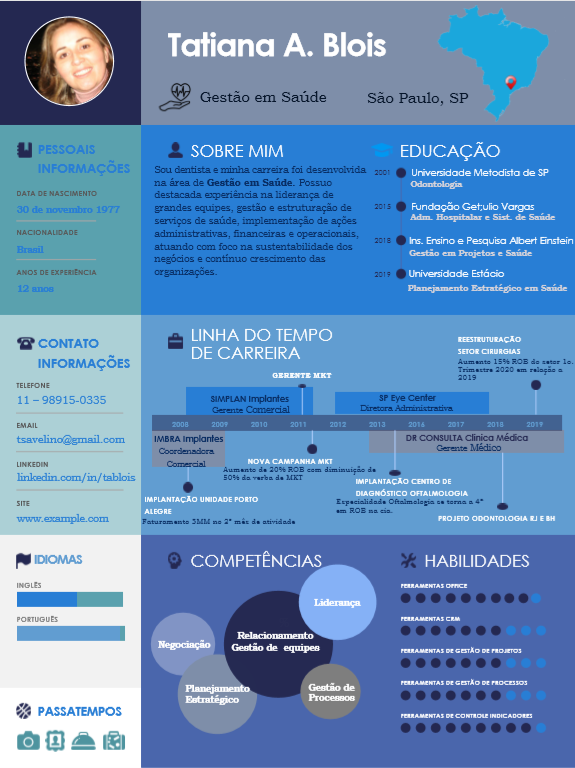 Tatiana A. Blois
Gestão em Saúde
São Paulo, SP
PESSOAIS
INFORMAÇÕES
DATA DE NASCIMENTO
30 de novembro 1977
NACIONALIDADE
Brasil
ANOS DE EXPERIÊNCIA
12 anos
SOBRE MIM
Sou dentista e minha carreira foi desenvolvida
na área de Gestão em Saúde. Possuo
destacada experiência na liderança de
grandes equipes, gestão e estruturação de
serviços de saúde, implementação de ações
administrativas, financeiras e operacionais,
atuando com foco na sustentabilidade dos
negócios e contínuo crescimento das
organizações.
EDUCAÇÃO
2001 Universidade Metodista de SP
Odontologia
2013 Fundação Get;ulio Vargas
Adm. Hospitalar e Sist. de Saúde
2018 Ins. Ensino e Pesquisa Albert Einstein
Gestão em Projetos e Saúde
2019 Universidade Estácio
Planejamento Estratégico em Saúde
CONTATO
INFORMAÇÕES
TELEFONE
11 – 98915-0335
EMAIL
tsavelino@gmail.com
LINKEDIN
linkedin.com/in/tablois
SITE
www.example.com
LINHA DO TEMPO
DE CARREIRA
REESTRUTURAÇÃO
SETOR CIRURGIAS
Aumento 15% ROB do setor 1o.
Trimestre 2020 em relação a
2019
GERENTE MKT
SIMPLAN Implantes
Gerente Comercial
SP Eye Center
Diretora Administrativa
2008 2009 2010 2011 2012 2013 2016 2017 2018 2019
IMBRA Implantes
Coordenadora
Comercial
DR CONSULTA Clínica Médica
Gerente Médico
NOVA CAMPANHA MKT
Aumento de 20% ROB com diminuição de
50% da verba de MKT
IMPLANTAÇÃO CENTRO DE
DIAGNÓSTICO OFTALMOLOGIA
Especialidade Oftalmologia se torna a 4ª
em ROB na cia.
IMPLANTAÇÃO UNIDADE PORTO
ALEGRE
Faturamento 3MM no 2º mês de atividade
PROJETO ODONTOLOGIA RJ E BH
IDIOMAS
INGLÊS
PORTUGUÊS
PASSATEMPOS
COMPETÊNCIAS
Liderança
Relacionamento
Gestão de equipes
Negociação
Planejamento
Estratégico
Gestão de
Processos
HABILIDADES
FERRAMENTAS OFFICE
FERRAMENTAS CRM
FERRAMENTAS DE GESTÃO DE PROJETOS
FERRAMENTAS DE GESTÃO DE PROCESSOS
FERRAMENTAS DE CONTROLE INDICADORES